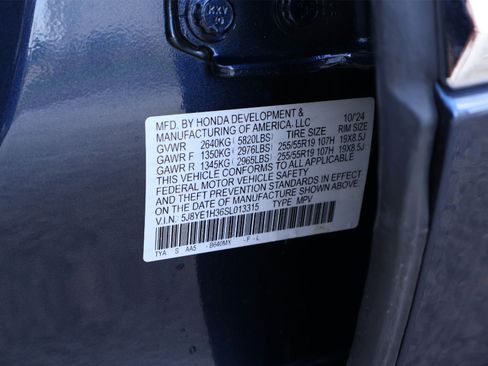 MFD. BY HONDA DEVELOPMENT & 10/'24
MANUFACTURING OF AMERICA, LLC
GVWR 2640KG(5820LBS) TIRE SIZE RIM SIZE
GAWR F 1350KG(2976LBS) 255/55R19 107H 19X8.5J
GAWR R 1345KG(2965LBS) 255/55R19 107H 19X8.5J
THIS VEHICLE CONFORMS TO ALL APPLICABLE
FEDERAL MOTOR VEHICLE SAFETY
AND THEFT PREVENTION STANDARDS IN EFFECT
ON THE DATE OF MANUFACTURE SHOWN ABOVE.
V.I.N. 5J8YE1H36SL013315 TYPE MPV
TYA S AA5 - B640MX - F - L